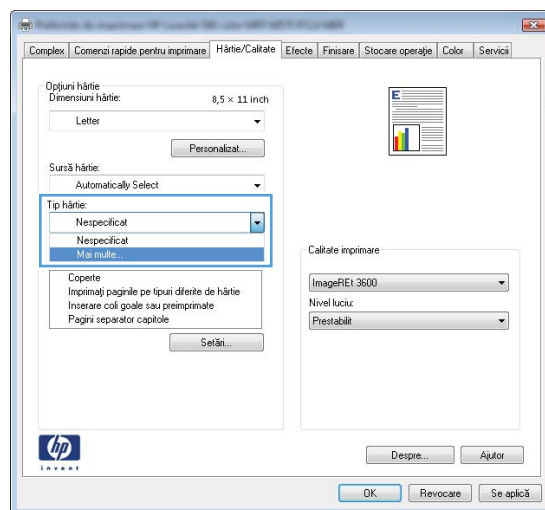 Complex Comenzi rapide pentru imprimare Hârtie/Calitate Efecte Finisare Stocare operaţie Color Servicii
Opţiuni hârtie
Dimensiuni hârtie: 8,5 × 11 inch
Letter
Personalizat...
Sursă hârtie:
Automatically Select
Tip hârtie:
Nespecificat
Nespecificat
Mai multe...
Coperte
Imprimaţi paginile pe tipuri diferite de hârtie
Inserare coli goale sau preimprimate
Pagini separator capitole
Setări...
E
Calitate imprimare
ImageREt 3600
Nivel luciu:
Prestabilit
hp
invent
Despre... Ajutor
OK Revocare Se aplică